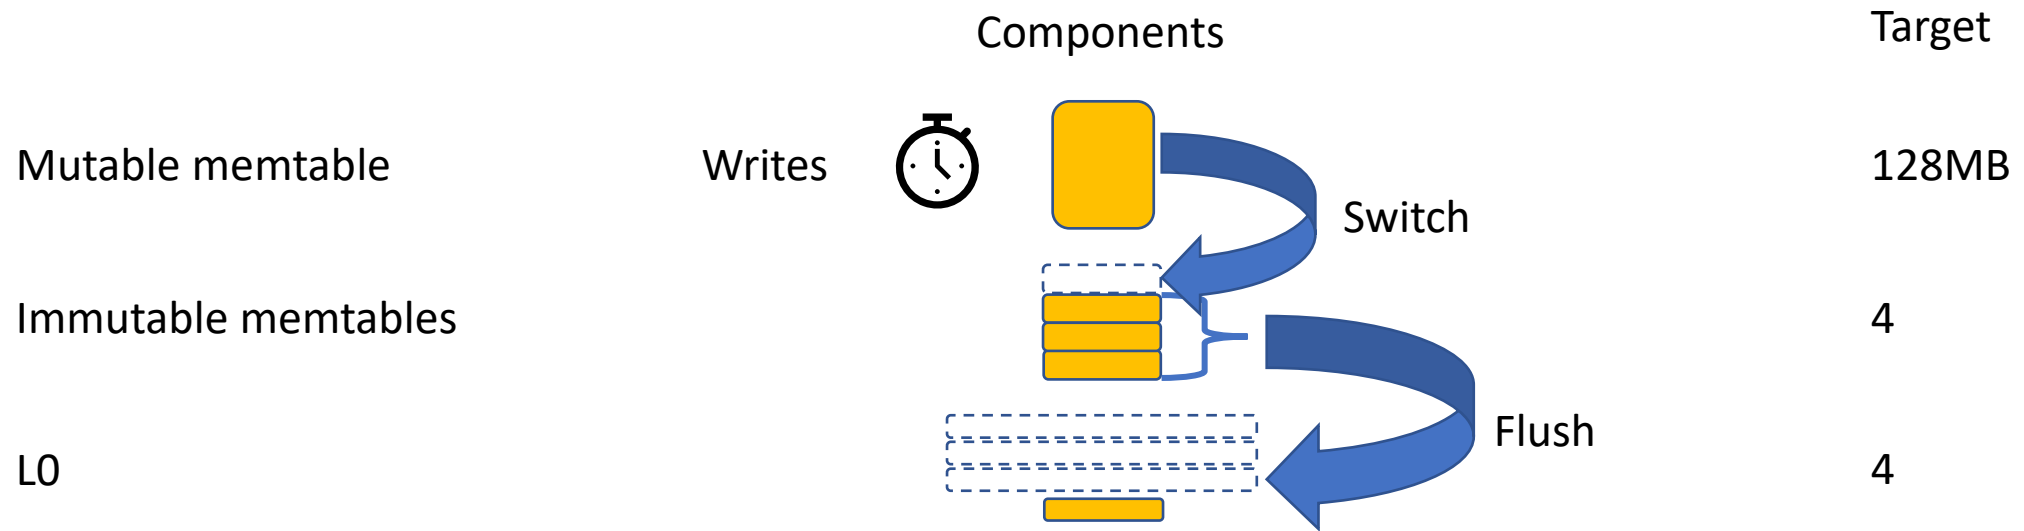 Components
Target
Mutable memtable
Writes
128MB
Switch
Immutable memtables
4
Flush
L0
4